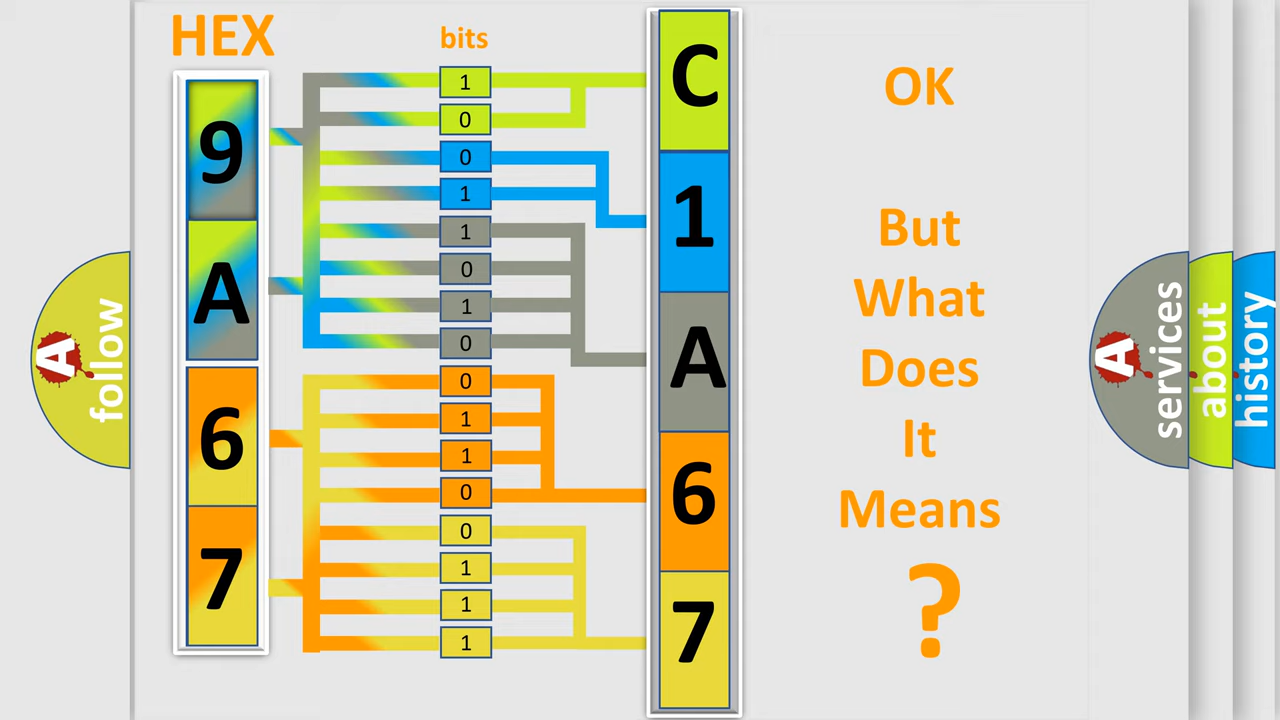 HEX
bits
9
A
6
7
1
0
0
1
1
0
1
0
0
1
1
0
0
1
1
1
C
1
A
6
7
OK
But
What
Does
It
Means
?
A
follow
A
services
about
history